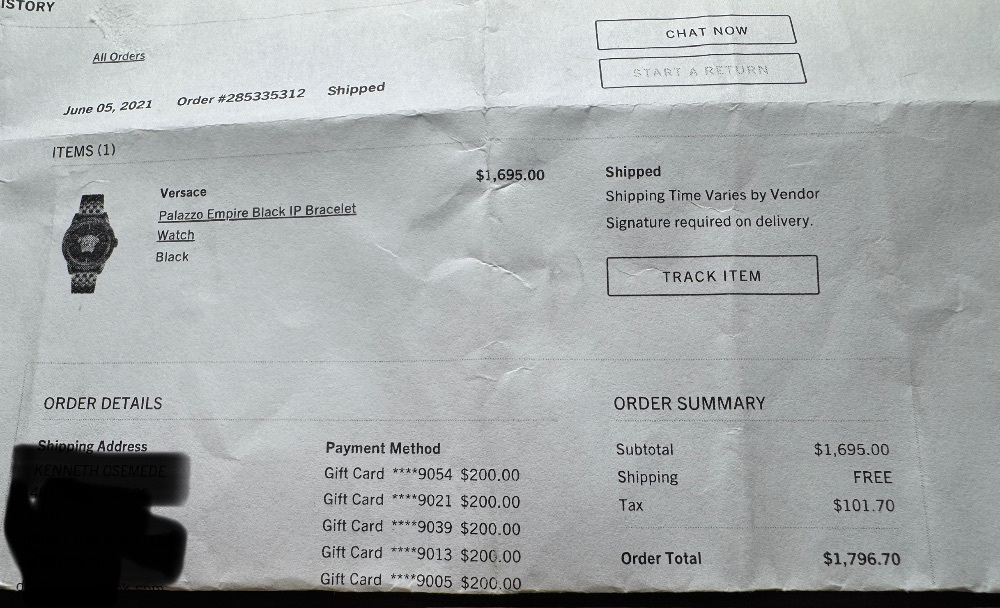 ISTORY
All Orders
CHAT NOW
START A RETURN
June 05, 2021 Order #285335312 Shipped
ITEMS (1)
Versace
Palazzo Empire Black IP Bracelet
Watch
Black
$1,695.00
Shipped
Shipping Time Varies by Vendor
Signature required on delivery.
TRACK ITEM
ORDER DETAILS
Shipping Address
Payment Method
Gift Card ****9054 $200.00
Gift Card ****9021 $200.00
Gift Card ****9039 $200.00
Gift Card ****9013 $200.00
Gift Card ****9005 $200.00
ORDER SUMMARY
Subtotal $1,695.00
Shipping FREE
Tax $101.70
Order Total $1,796.70